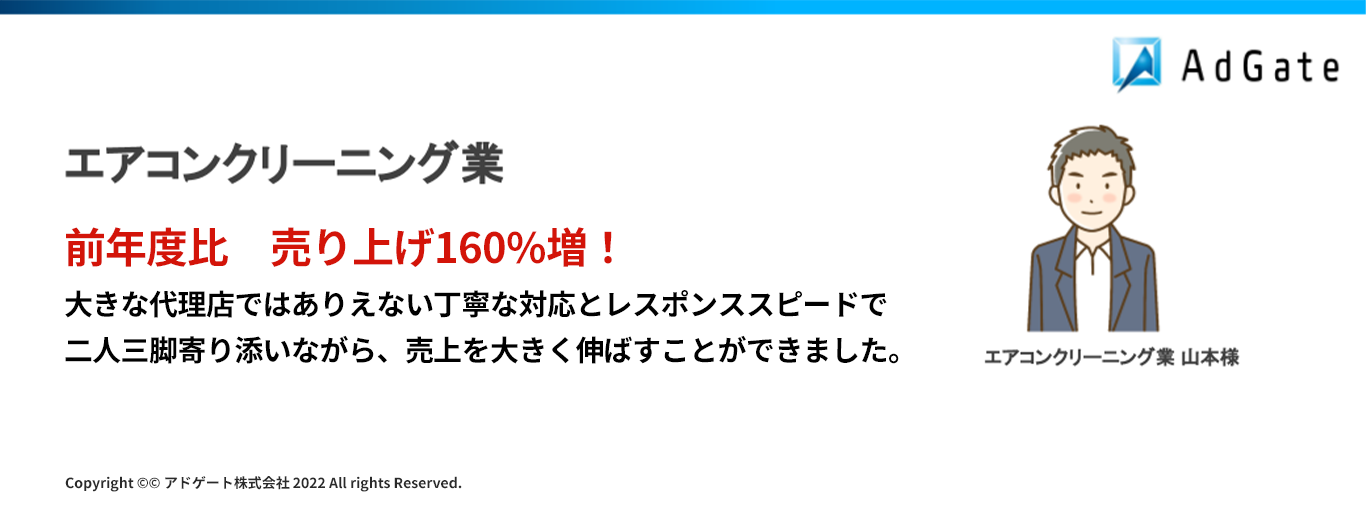 AdGate
エアコンクリーニング業
前年度比　売り上げ160%増！
大きな代理店ではありえない丁寧な対応とレスポンススピードで
二人三脚寄り添いながら、売上を大きく伸ばすことができました。
エアコンクリーニング業 山本様
Copyright ©© アドゲート株式会社 2022 All rights Reserved.